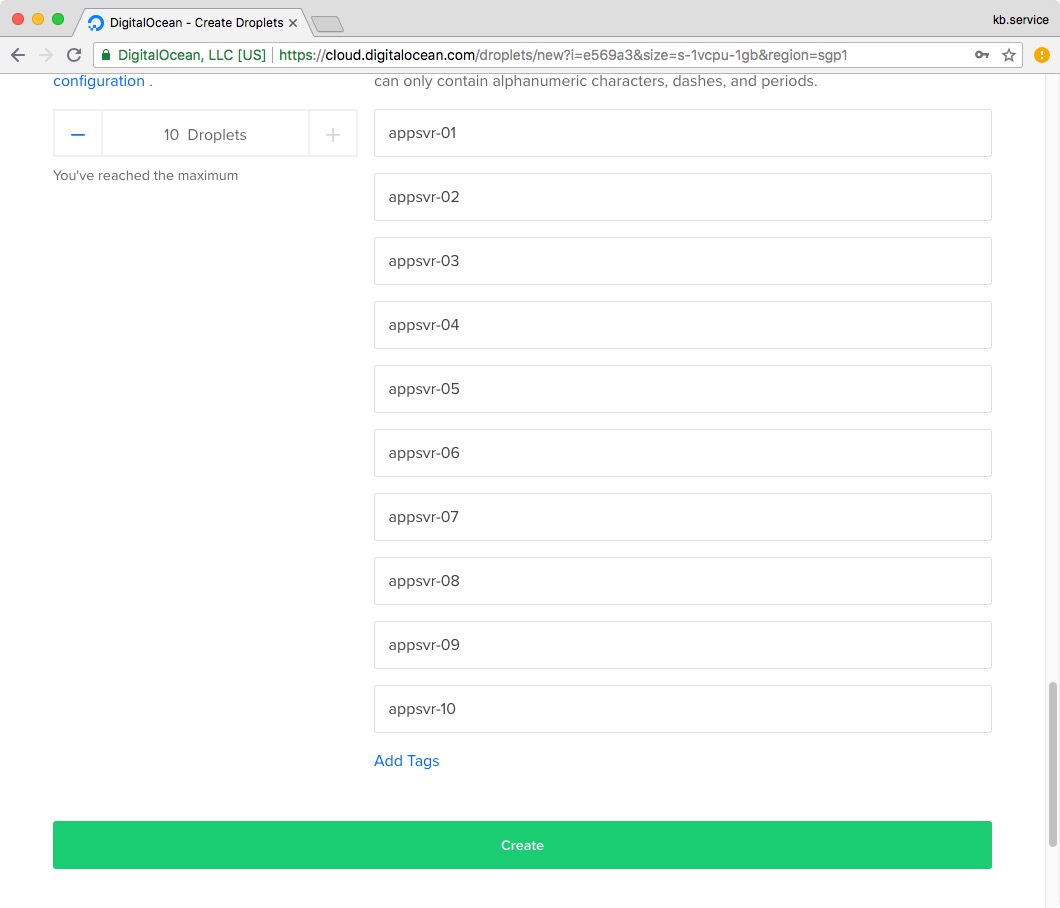 DigitalOcean - Create Droplets
kb.service
DigitalOcean, LLC [US]
https://cloud.digitalocean.com/droplets/new?i=e569a3&size=s-1vcpu-1gb&region=sgp1
configuration .
can only contain alphanumeric characters, dashes, and periods.
10 Droplets
You've reached the maximum
appsvr-01
appsvr-02
appsvr-03
appsvr-04
appsvr-05
appsvr-06
appsvr-07
appsvr-08
appsvr-09
appsvr-10
Add Tags
Create